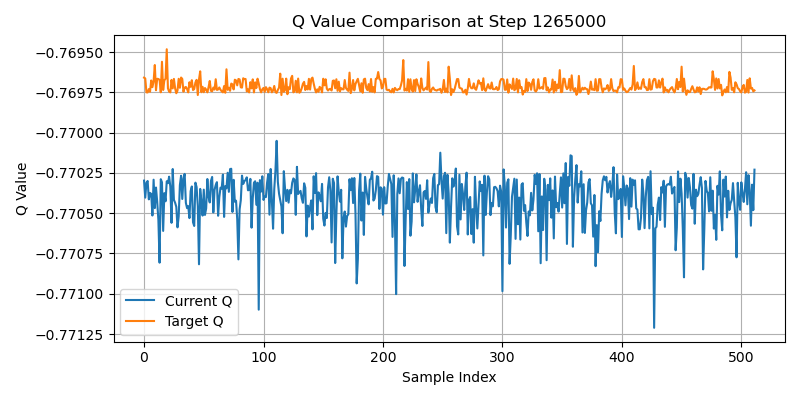 Q Value Comparison at Step 1265000
Q Value
−0.76950
−0.76975
−0.77000
−0.77025
−0.77050
−0.77075
−0.77100
−0.77125
Current Q
Target Q
0 100 200 300 400 500
Sample Index